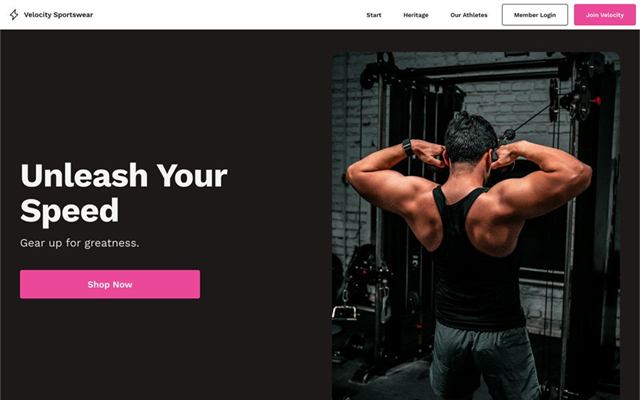 Velocity Sportswear
Start
Heritage
Our Athletes
Member Login
Join Velocity
Unleash Your
Speed
Gear up for greatness.
Shop Now